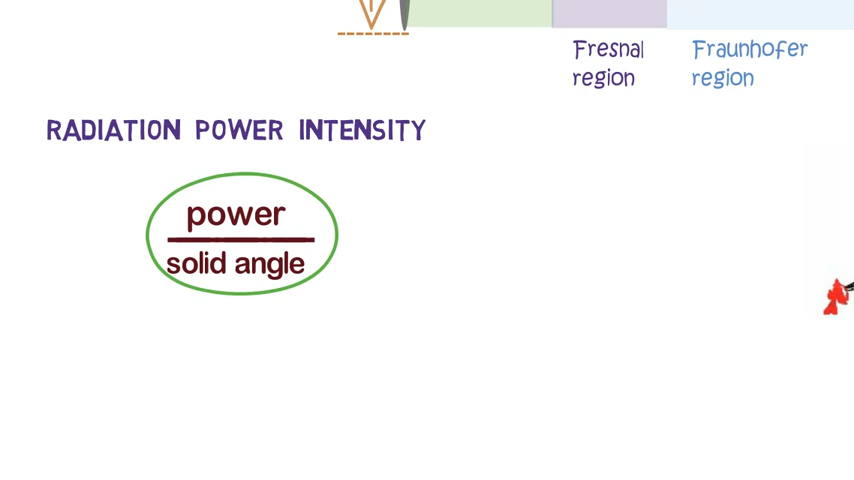 Fresnal
region
Fraunhofer
region
RADIATION POWER INTENSITY
power
solid angle